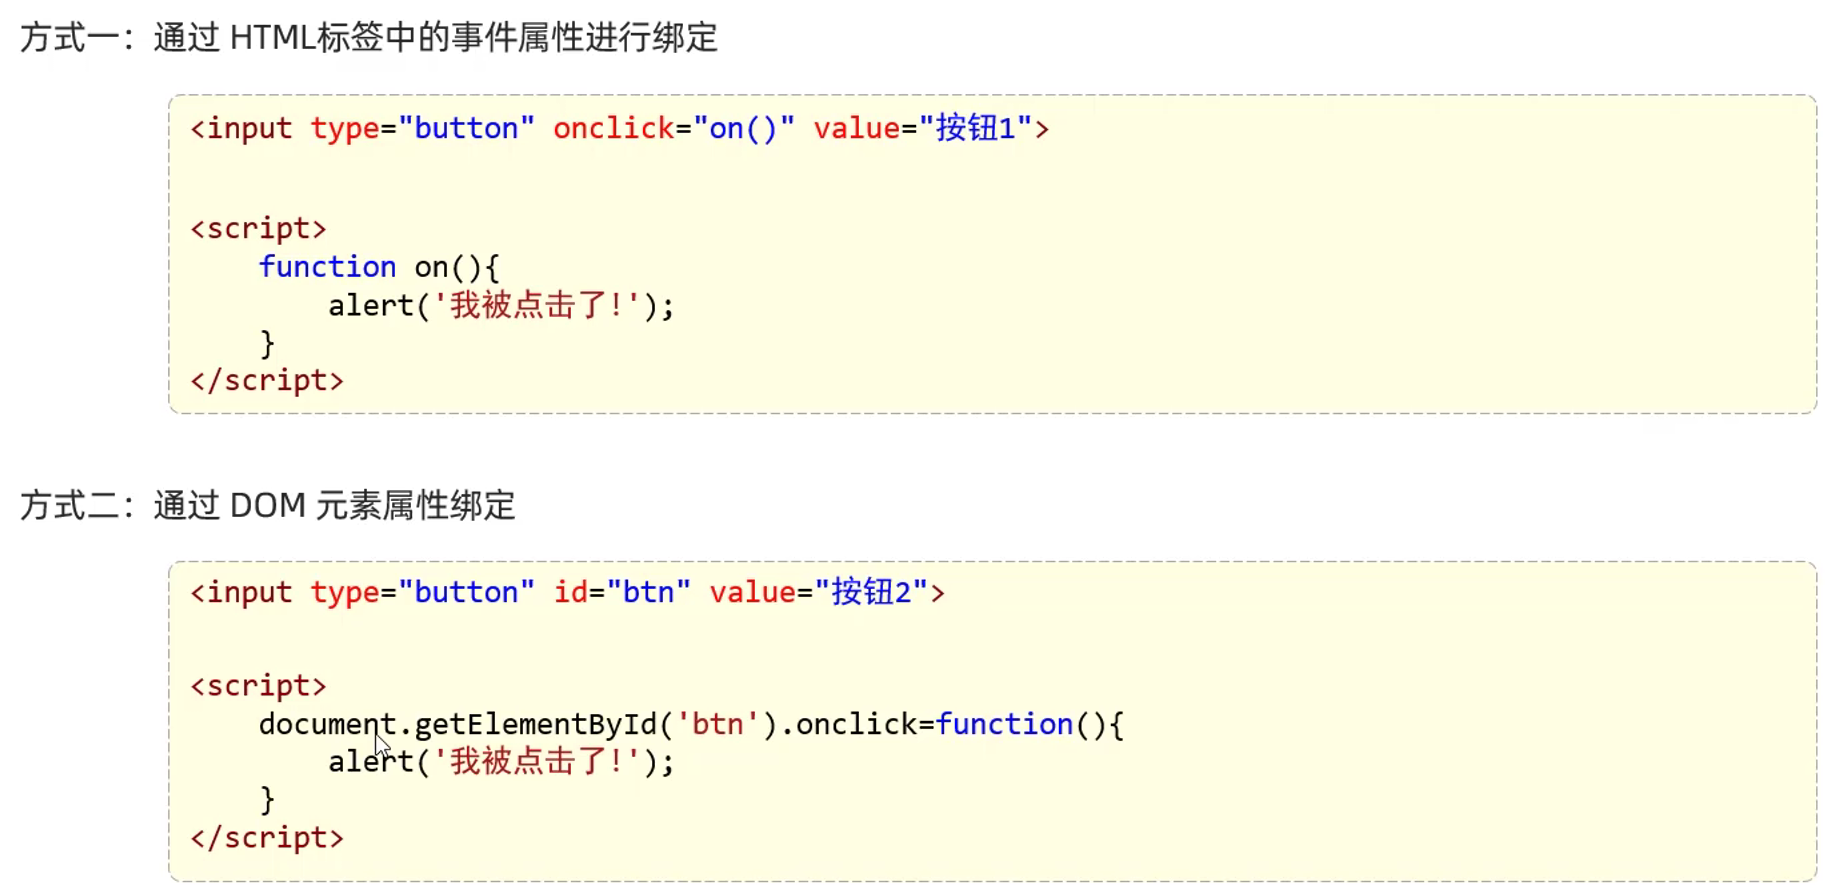 方式一：通过 HTML标签中的事件属性进行绑定
<input type="button" onclick="on()" value="按钮1">
<script>
    function on(){
        alert('我被点击了!');
    }
</script>
方式二：通过 DOM 元素属性绑定
<input type="button" id="btn" value="按钮2">
<script>
    document.getElementById('btn').onclick=function(){
        alert('我被点击了!');
    }
</script>